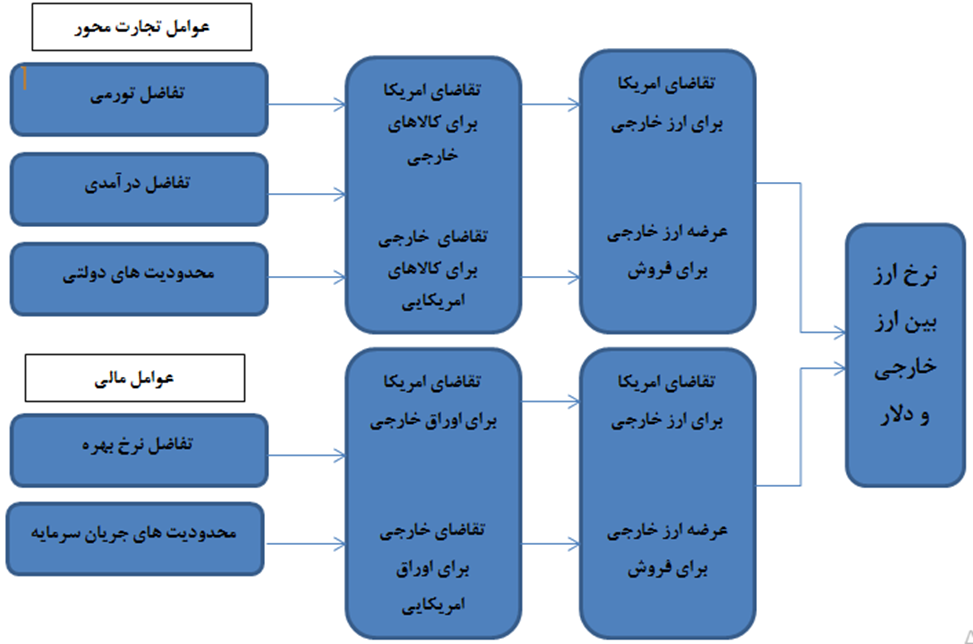 عوامل تجارت محور
تفاضل تورمی
تفاضل درآمدی
محدودیت های دولتی
تقاضای امریکا
برای کالاهای
خارجی
تقاضای خارجی
برای کالاهای
امریکایی
تقاضای امریکا
برای ارز خارجی
عرضه ارز خارجی
برای فروش
عوامل مالی
تفاضل نرخ بهره
محدودیت های جریان سرمایه
تقاضای امریکا
برای اوراق خارجی
تقاضای خارجی
برای اوراق
امریکایی
تقاضای امریکا
برای ارز خارجی
عرضه ارز خارجی
برای فروش
نرخ ارز
بین ارز
خارجی
و دلار